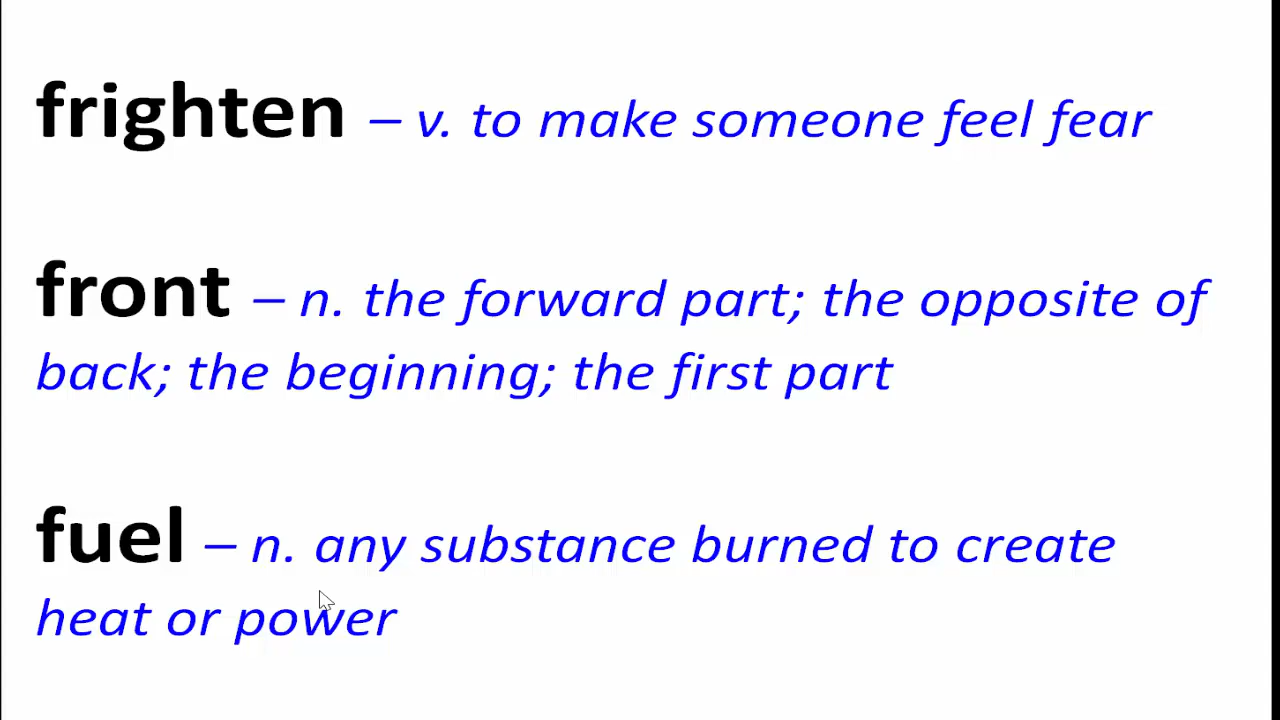 frighten – v. to make someone feel fear
front – n. the forward part; the opposite of
back; the beginning; the first part
fuel – n. any substance burned to create
heat or power